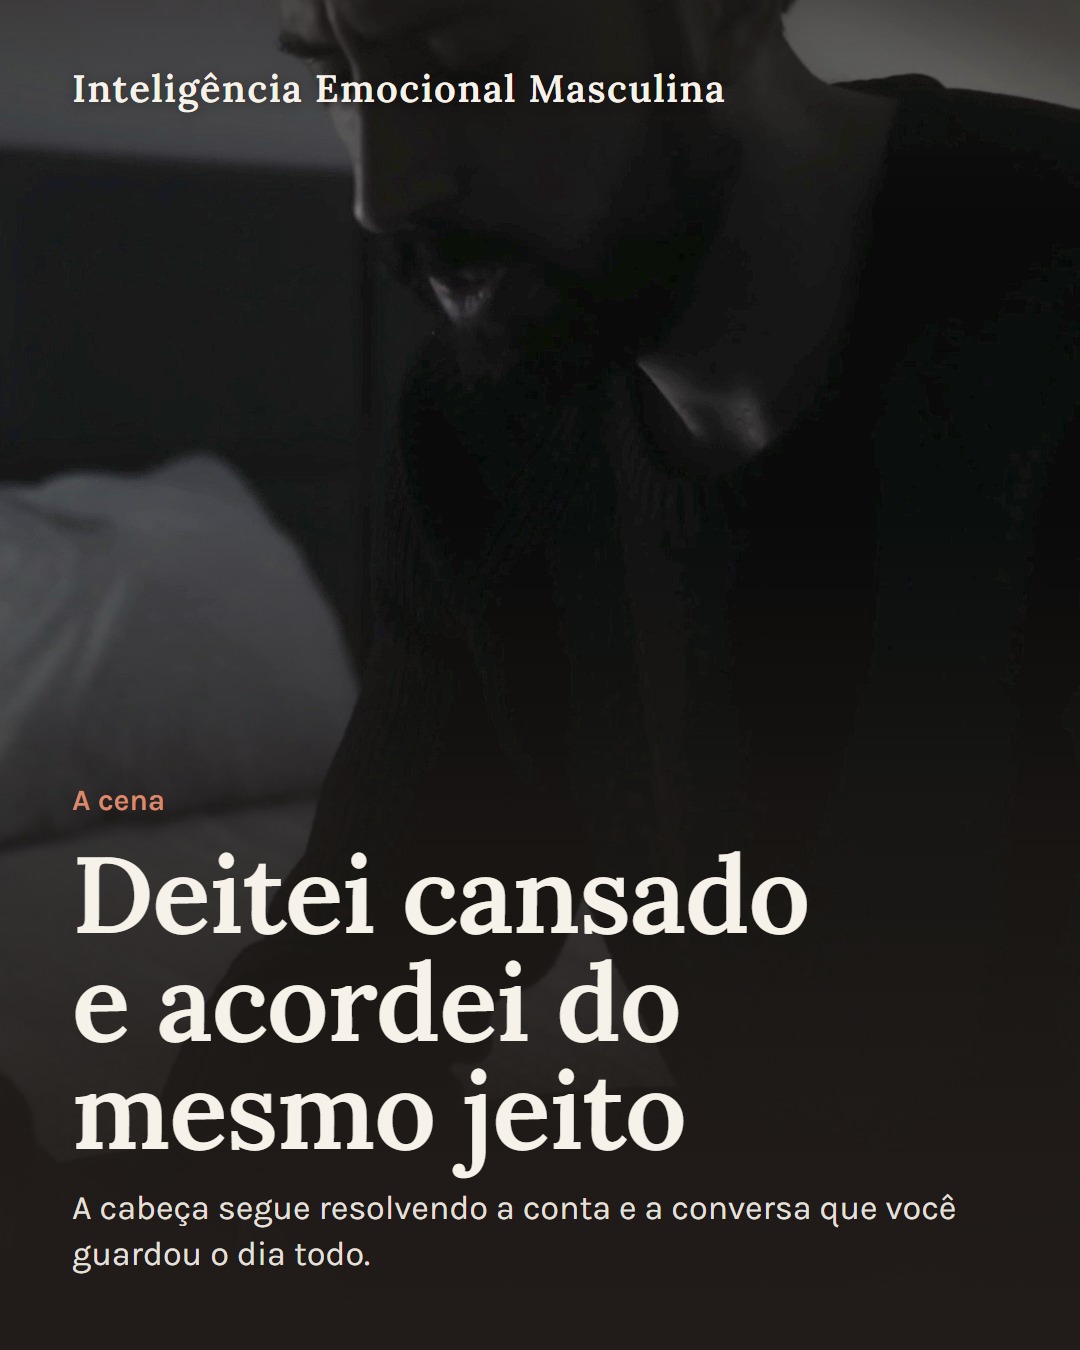 Inteligência Emocional Masculina
A cena
Deitei cansado
e acordei do
mesmo jeito
A cabeça segue resolvendo a conta e a conversa que você
guardou o dia todo.